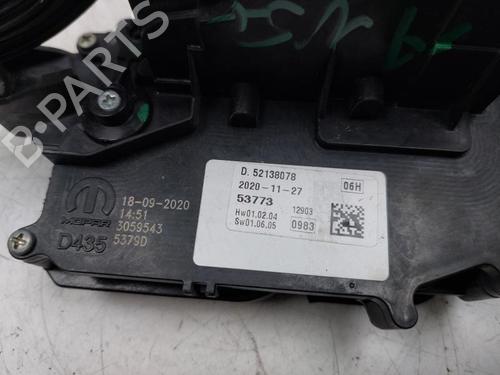 B-PARTS
D. 52138078
2020-11-27
06H
53773
12903
Hw01.02.04
Sw01.06.05
0983
MOPAR
18-09-2020
14:51
3059543
D435
5379D